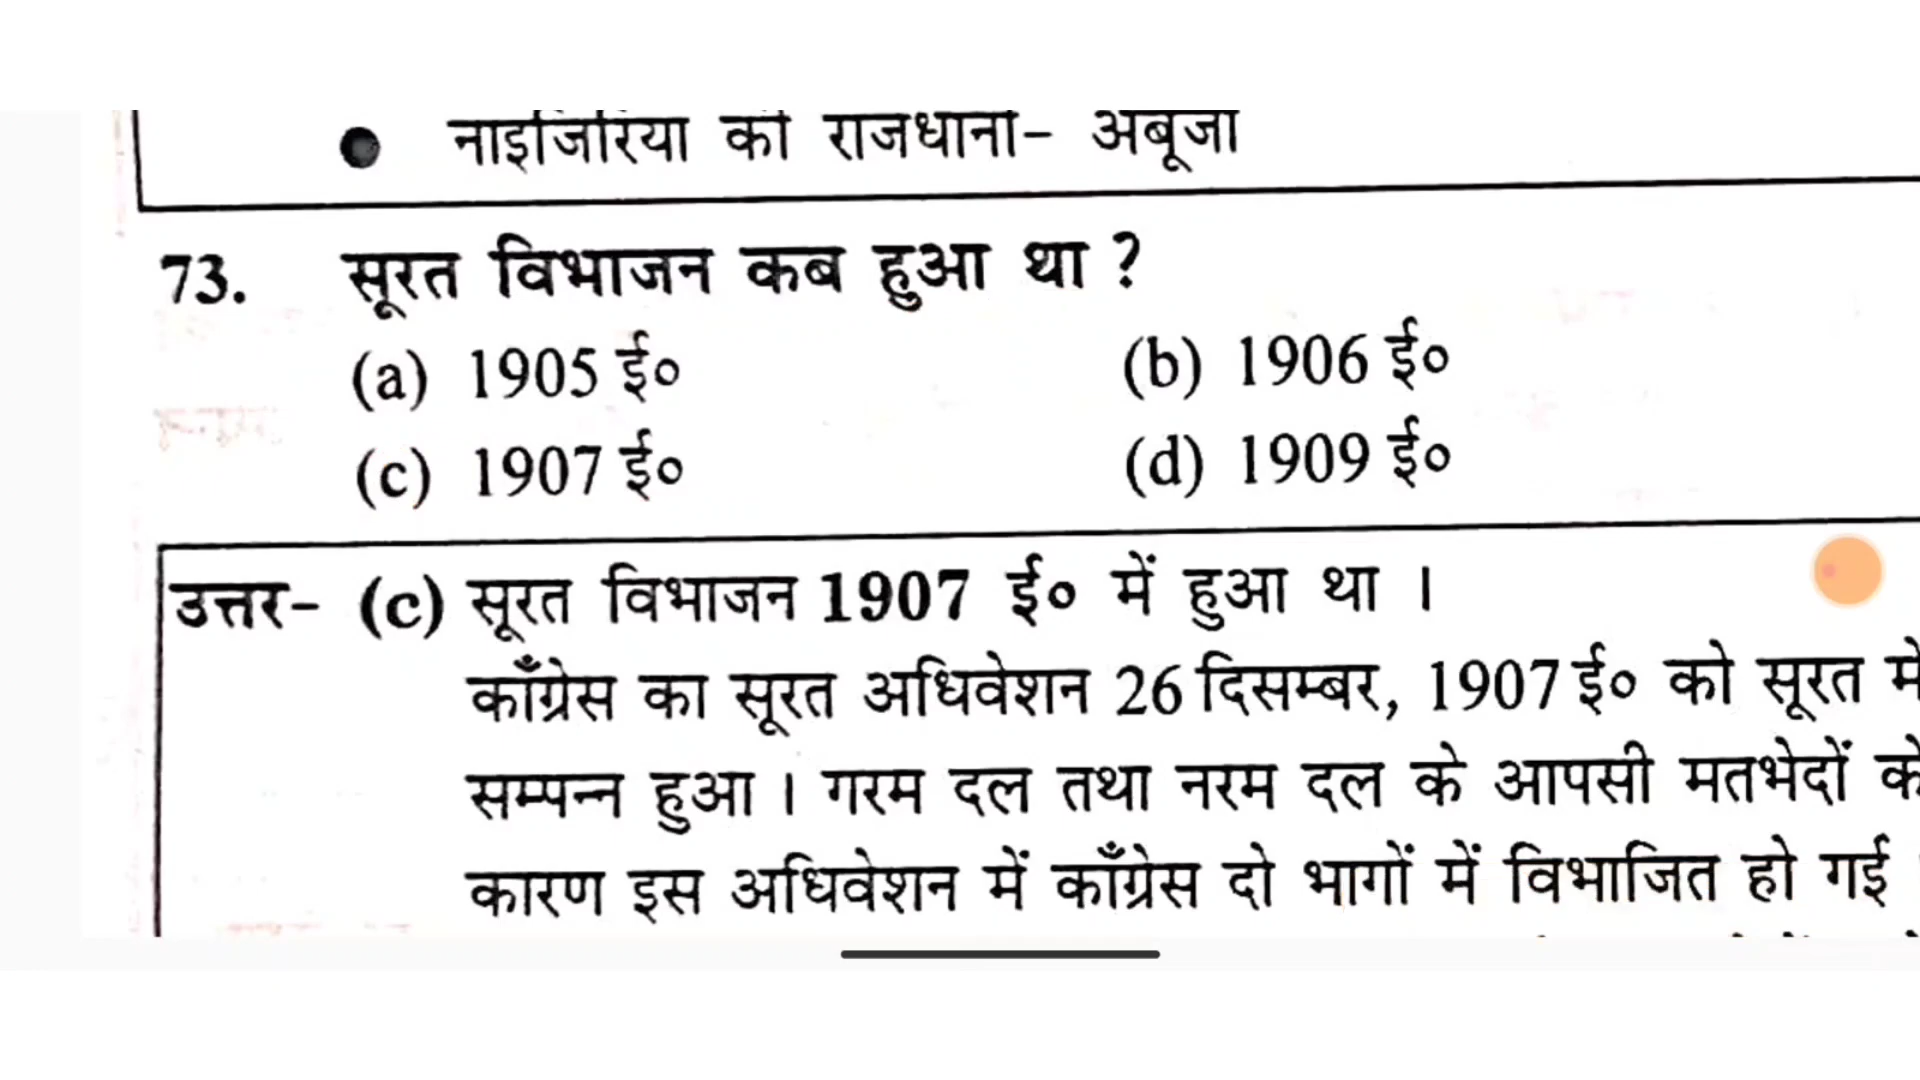 ● नाइजिरिया की राजधानी- अबूजा
73. सूरत विभाजन कब हुआ था ?
(a) 1905 ई० (b) 1906 ई०
(c) 1907 ई० (d) 1909 ई०
उत्तर- (c) सूरत विभाजन 1907 ई० में हुआ था ।
काँग्रेस का सूरत अधिवेशन 26 दिसम्बर, 1907 ई० को सूरत में
सम्पन्न हुआ । गरम दल तथा नरम दल के आपसी मतभेदों के
कारण इस अधिवेशन में काँग्रेस दो भागों में विभाजित हो गई